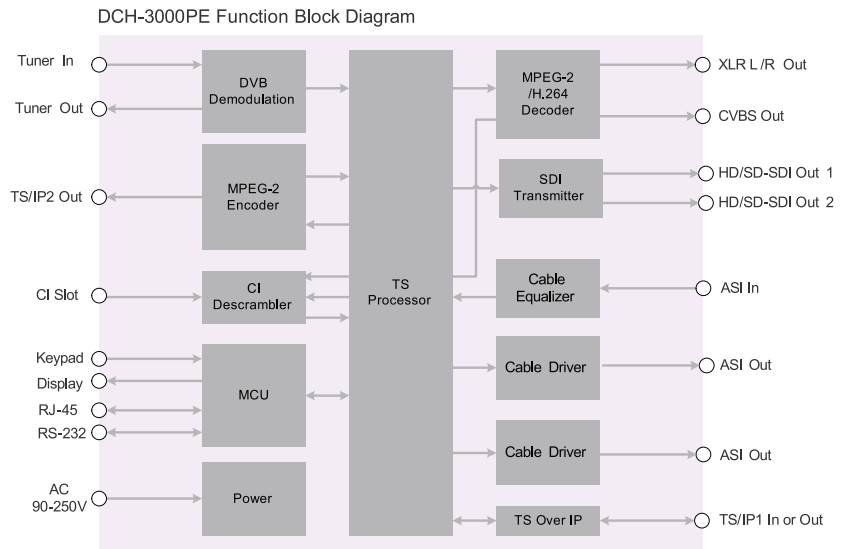 DCH-3000PE Function Block Diagram
Tuner In
Tuner Out
TS/IP2 Out
CI Slot
Keypad
Display
RJ-45
RS-232
AC
90-250V
DVB
Demodulation
MPEG-2
Encoder
CI
Descrambler
MCU
Power
TS
Processor
MPEG-2
/H.264
Decoder
SDI
Transmitter
Cable
Equalizer
Cable Driver
Cable Driver
TS Over IP
XLR L /R Out
CVBS Out
HD/SD-SDI Out 1
HD/SD-SDI Out 2
ASI In
ASI Out
ASI Out
TS/IP1 In or Out